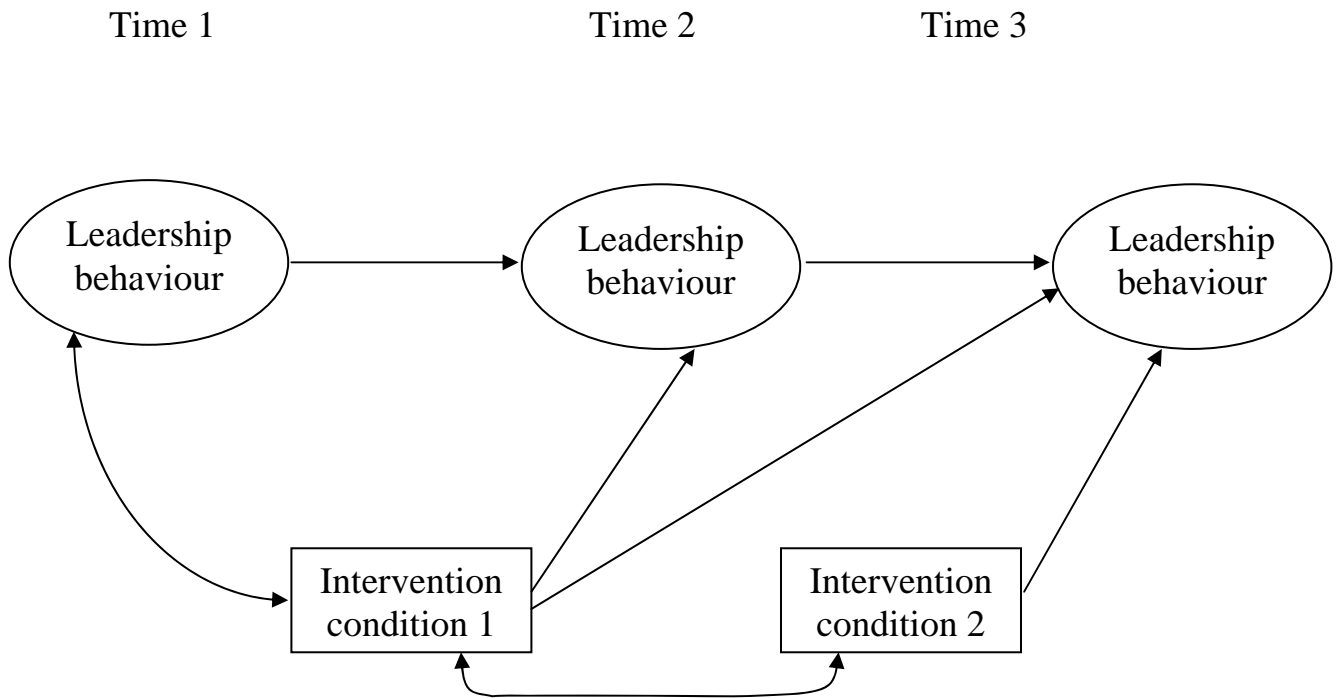 Time 1
Time 2
Time 3
Leadership
behaviour
Leadership
behaviour
Leadership
behaviour
Intervention
condition 1
Intervention
condition 2